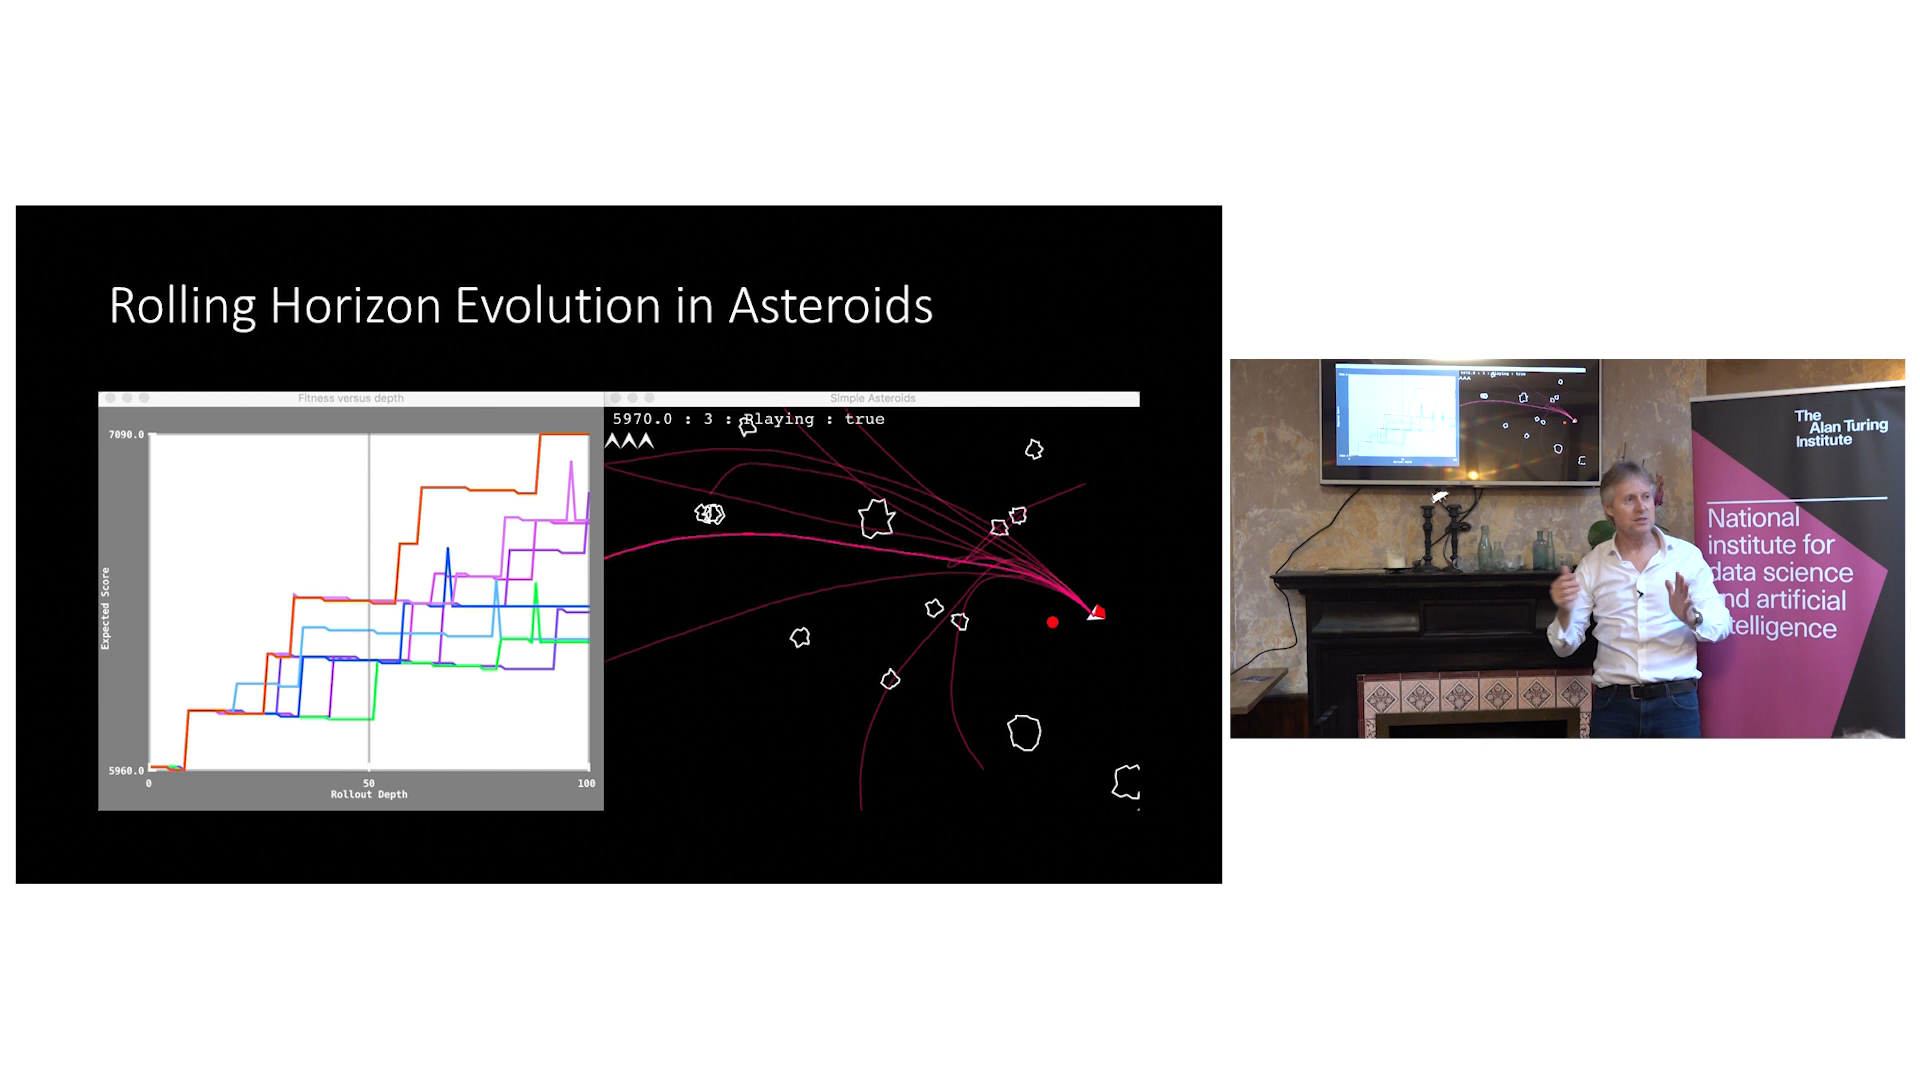 Rolling Horizon Evolution in Asteroids
Fitness versus depth
7090.0
Expected Score
5960.0
0
50
100
Rollout Depth
Simple Asteroids
5970.0 : 3 : Playing : true
The
Alan Turing
Institute
National
institute for
data science
and artificial
telligence